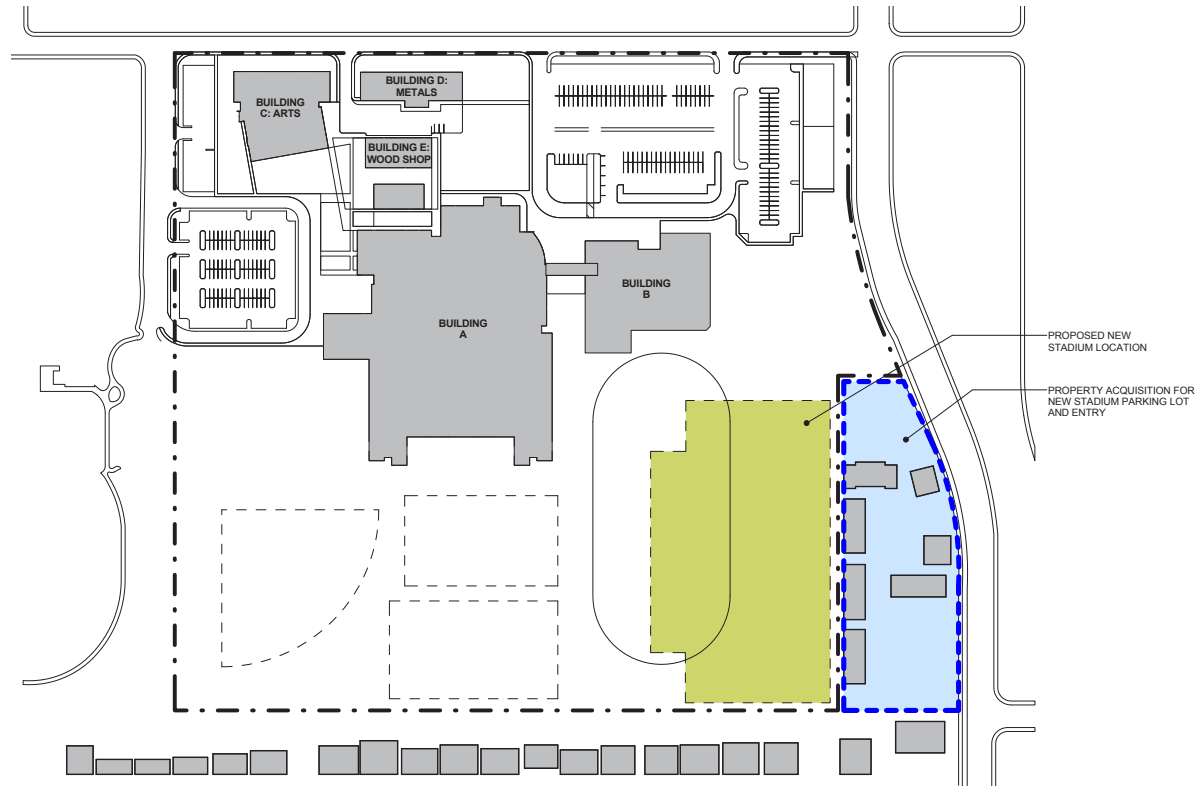 BUILDING
C: ARTS
BUILDING D:
METALS
BUILDING E:
WOOD SHOP
BUILDING
A
BUILDING
B
PROPOSED NEW
STADIUM LOCATION
PROPERTY ACQUISITION FOR
NEW STADIUM PARKING LOT
AND ENTRY